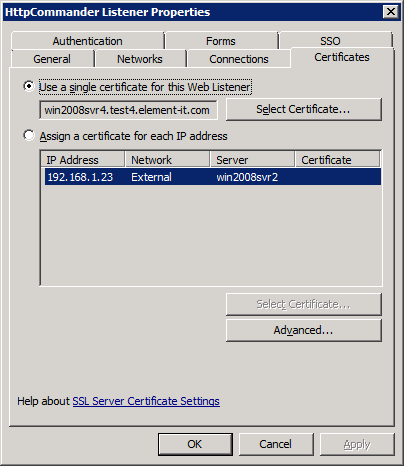 HttpCommander Listener Properties
Authentication Forms SSO
General Networks Connections Certificates
Use a single certificate for this Web Listener
win2008svr4.test4.element-it.com Select Certificate...
Assign a certificate for each IP address
IP Address Network Server Certificate
192.168.1.23 External win2008svr2
Select Certificate...
Advanced...
Help about SSL Server Certificate Settings
OK Cancel Apply